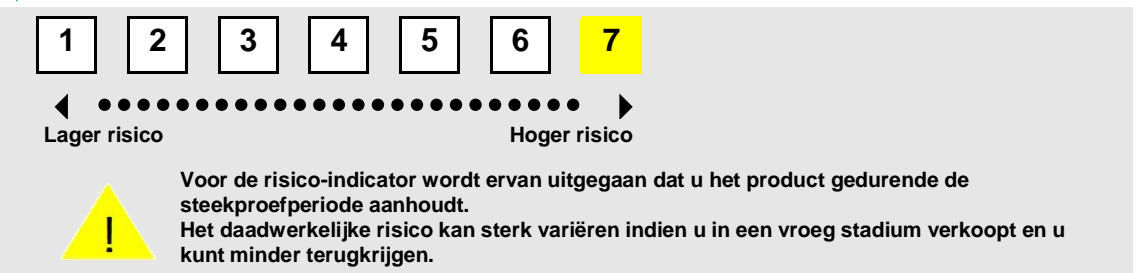 1 2 3 4 5 6 7
Lager risico Hoger risico
!
Voor de risico-indicator wordt ervan uitgegaan dat u het product gedurende de
steekproefperiode aanhoudt.
Het daadwerkelijke risico kan sterk variëren indien u in een vroeg stadium verkoopt en u
kunt minder terugkrijgen.